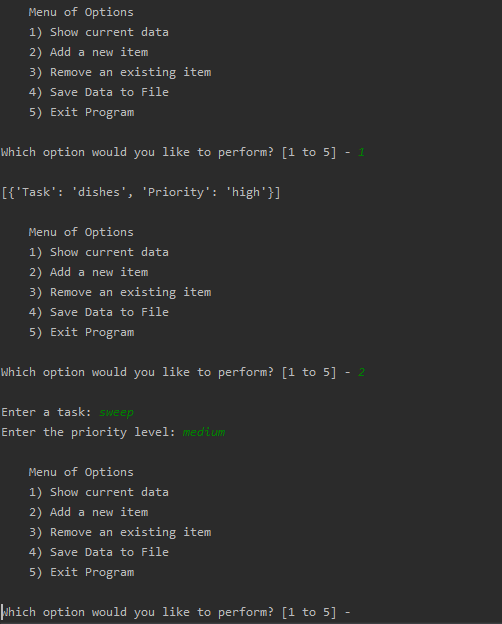 Menu of Options
1) Show current data
2) Add a new item
3) Remove an existing item
4) Save Data to File
5) Exit Program
Which option would you like to perform? [1 to 5] - 1
[{'Task': 'dishes', 'Priority': 'high'}]
Menu of Options
1) Show current data
2) Add a new item
3) Remove an existing item
4) Save Data to File
5) Exit Program
Which option would you like to perform? [1 to 5] - 2
Enter a task: sweep
Enter the priority level: medium
Menu of Options
1) Show current data
2) Add a new item
3) Remove an existing item
4) Save Data to File
5) Exit Program
Which option would you like to perform? [1 to 5] -